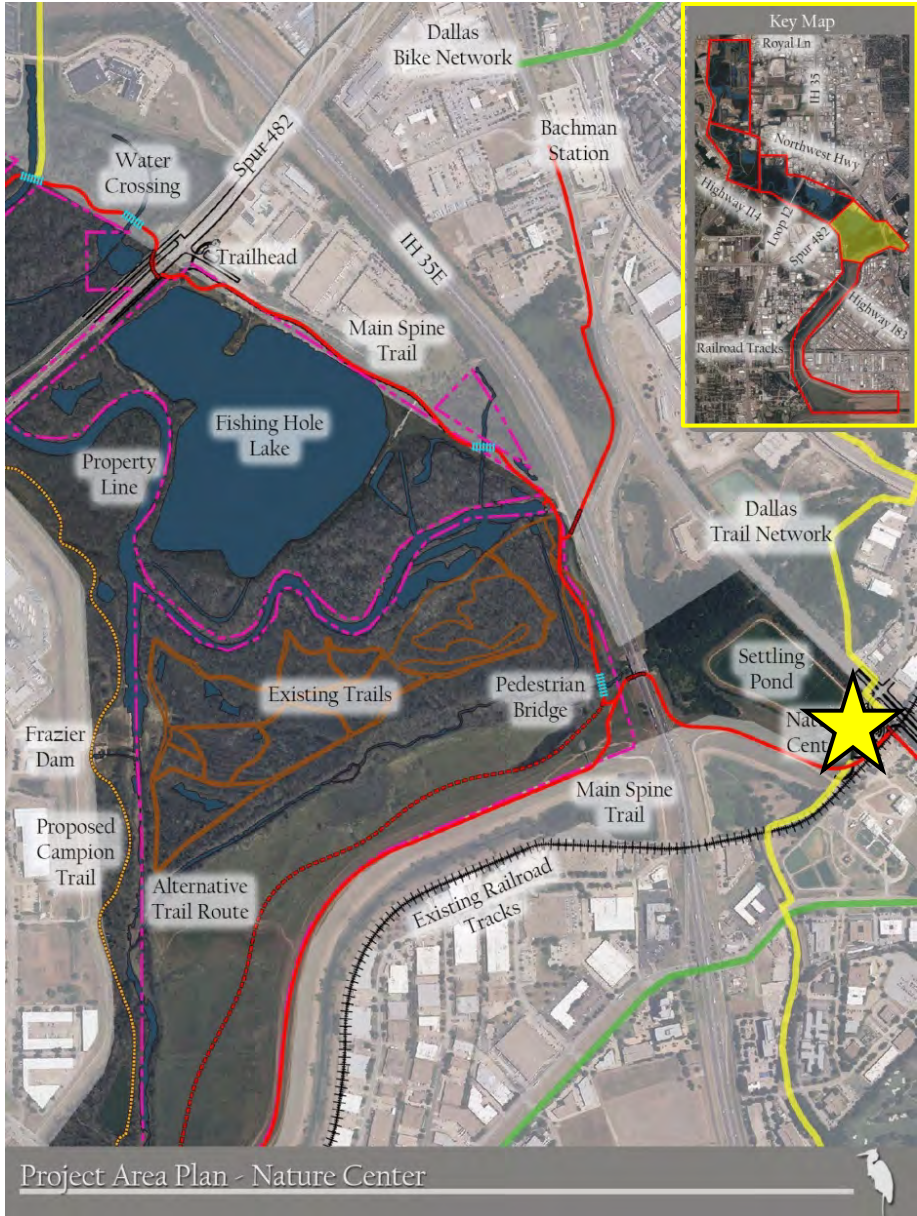 Key Map
Royal Ln
IH 35
Northwest Hwy
Highway 114
Loop 12
Spur 482
Highway 183
Railroad Tracks
Dallas
Bike Network
Bachman
Station
Spur 482
Water
Crossing
Trailhead
IH 35E
Main Spine
Trail
Fishing Hole
Lake
Property
Line
Dallas
Trail Network
Settling
Pond
Existing Trails
Pedestrian
Bridge
Frazier
Dam
Main Spine
Trail
Proposed
Campion
Trail
Alternative
Trail Route
Existing Railroad
Tracks
Project Area Plan - Nature Center